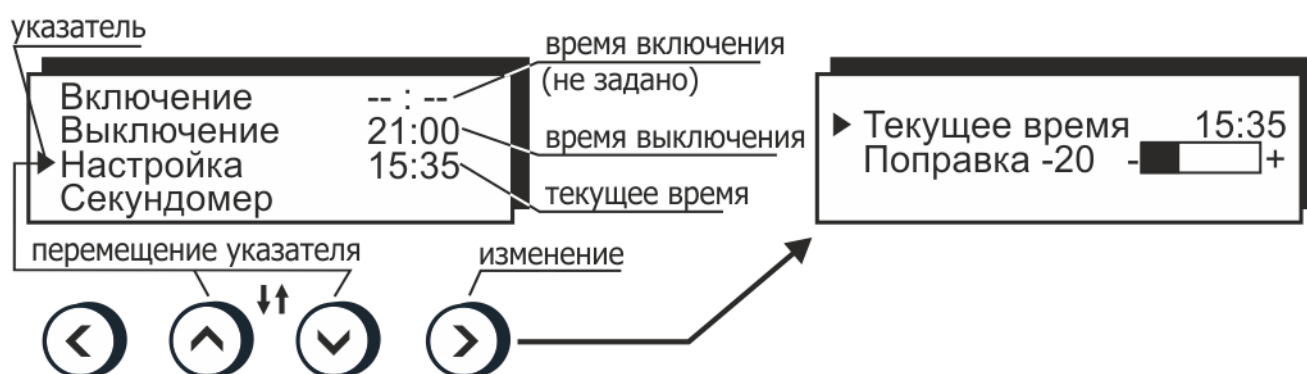 указатель
время включения
(не задано)
Включение -- : --
Выключение 21:00
время выключения
Настройка 15:35
текущее время
Секундомер
перемещение указателя
изменение
Текущее время 15:35
Поправка -20 - +